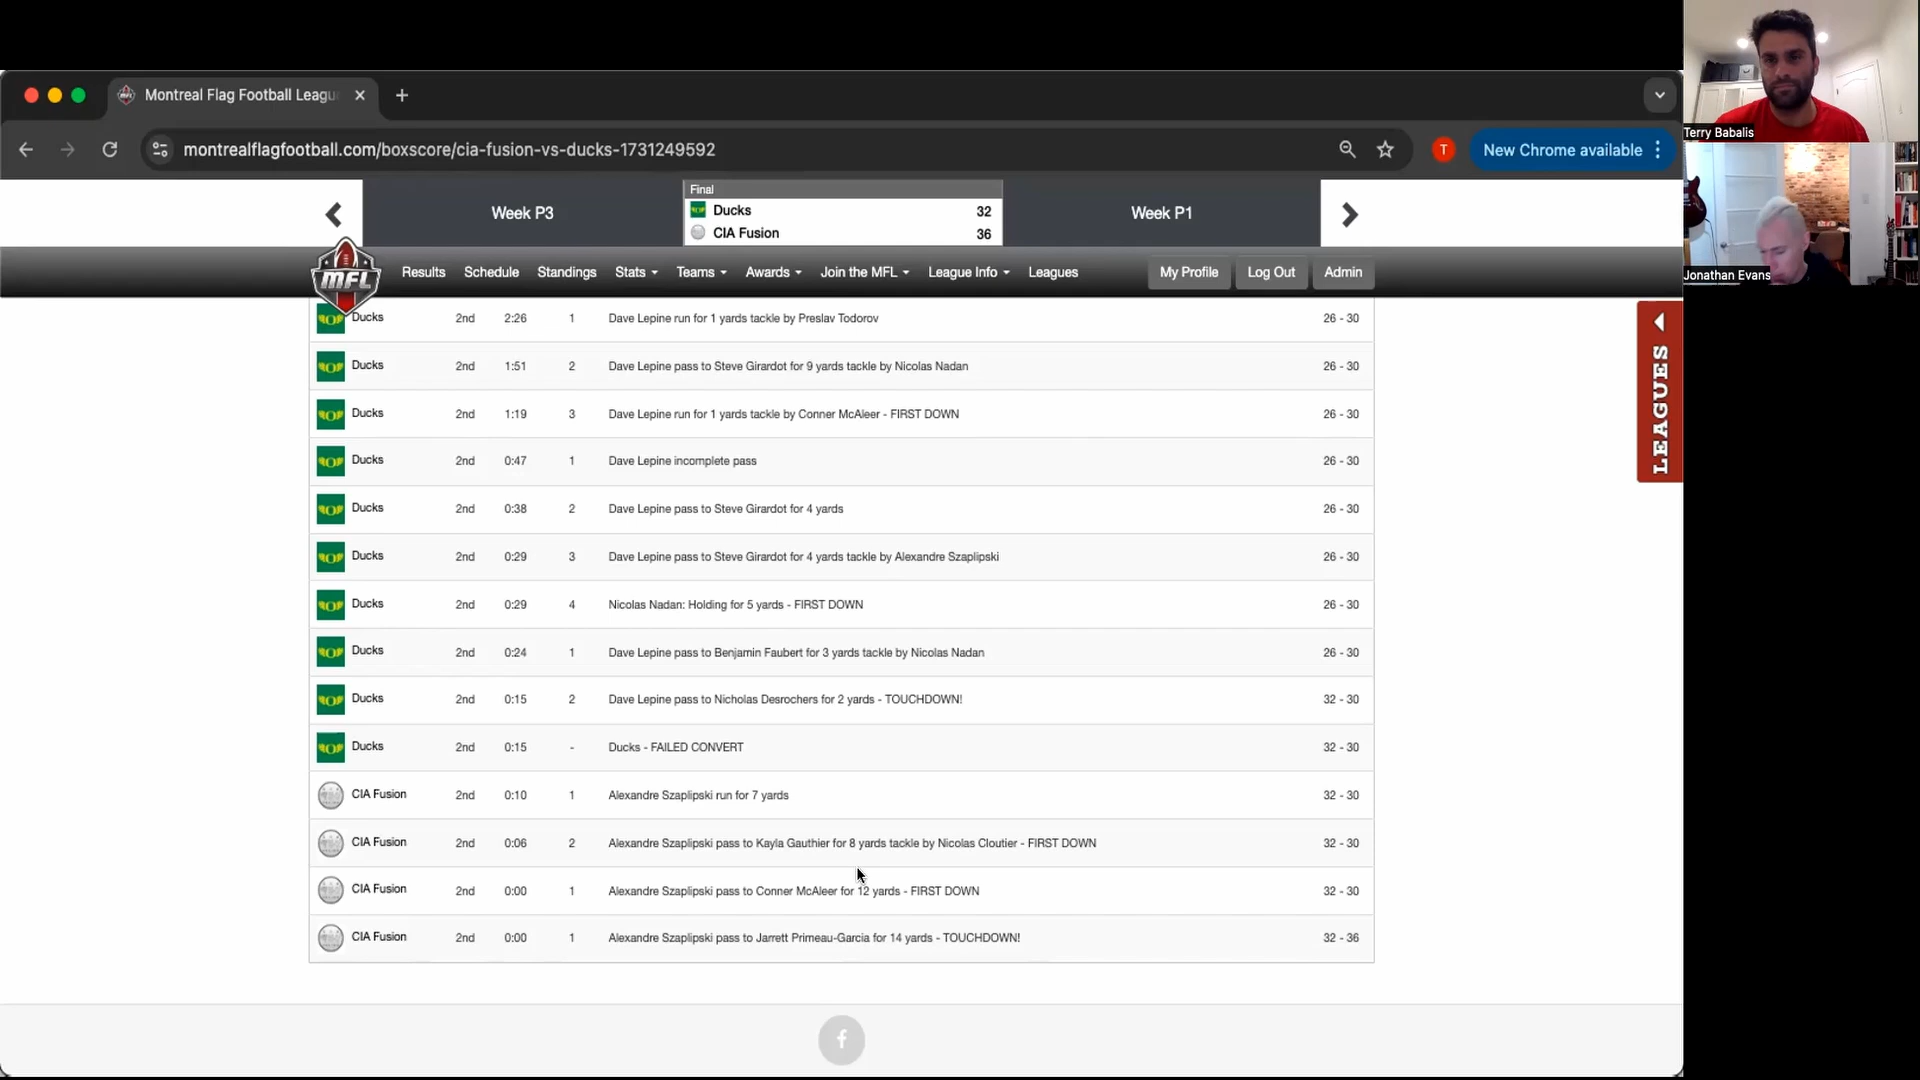 Montreal Flag Football Leagu
montrealflagfootball.com/boxscore/cia-fusion-vs-ducks-1731249592
T
New Chrome available
Terry Babalis
Jonathan Evans
Week P3
Final
Ducks 32
CIA Fusion 36
Week P1
MFL
Results Schedule Standings Stats Teams Awards Join the MFL League Info Leagues My Profile Log Out Admin
LEAGUES
Ducks 2nd 2:26 1 Dave Lepine run for 1 yards tackle by Preslav Todorov 26 - 30
Ducks 2nd 1:51 2 Dave Lepine pass to Steve Girardot for 9 yards tackle by Nicolas Nadan 26 - 30
Ducks 2nd 1:19 3 Dave Lepine run for 1 yards tackle by Conner McAleer - FIRST DOWN 26 - 30
Ducks 2nd 0:47 1 Dave Lepine incomplete pass 26 - 30
Ducks 2nd 0:38 2 Dave Lepine pass to Steve Girardot for 4 yards 26 - 30
Ducks 2nd 0:29 3 Dave Lepine pass to Steve Girardot for 4 yards tackle by Alexandre Szaplipski 26 - 30
Ducks 2nd 0:29 4 Nicolas Nadan: Holding for 5 yards - FIRST DOWN 26 - 30
Ducks 2nd 0:24 1 Dave Lepine pass to Benjamin Faubert for 3 yards tackle by Nicolas Nadan 26 - 30
Ducks 2nd 0:15 2 Dave Lepine pass to Nicholas Desrochers for 2 yards - TOUCHDOWN! 32 - 30
Ducks 2nd 0:15 - Ducks - FAILED CONVERT 32 - 30
CIA Fusion 2nd 0:10 1 Alexandre Szaplipski run for 7 yards 32 - 30
CIA Fusion 2nd 0:06 2 Alexandre Szaplipski pass to Kayla Gauthier for 8 yards tackle by Nicolas Cloutier - FIRST DOWN 32 - 30
CIA Fusion 2nd 0:00 1 Alexandre Szaplipski pass to Conner McAleer for 12 yards - FIRST DOWN 32 - 30
CIA Fusion 2nd 0:00 1 Alexandre Szaplipski pass to Jarrett Primeau-Garcia for 14 yards - TOUCHDOWN! 32 - 36